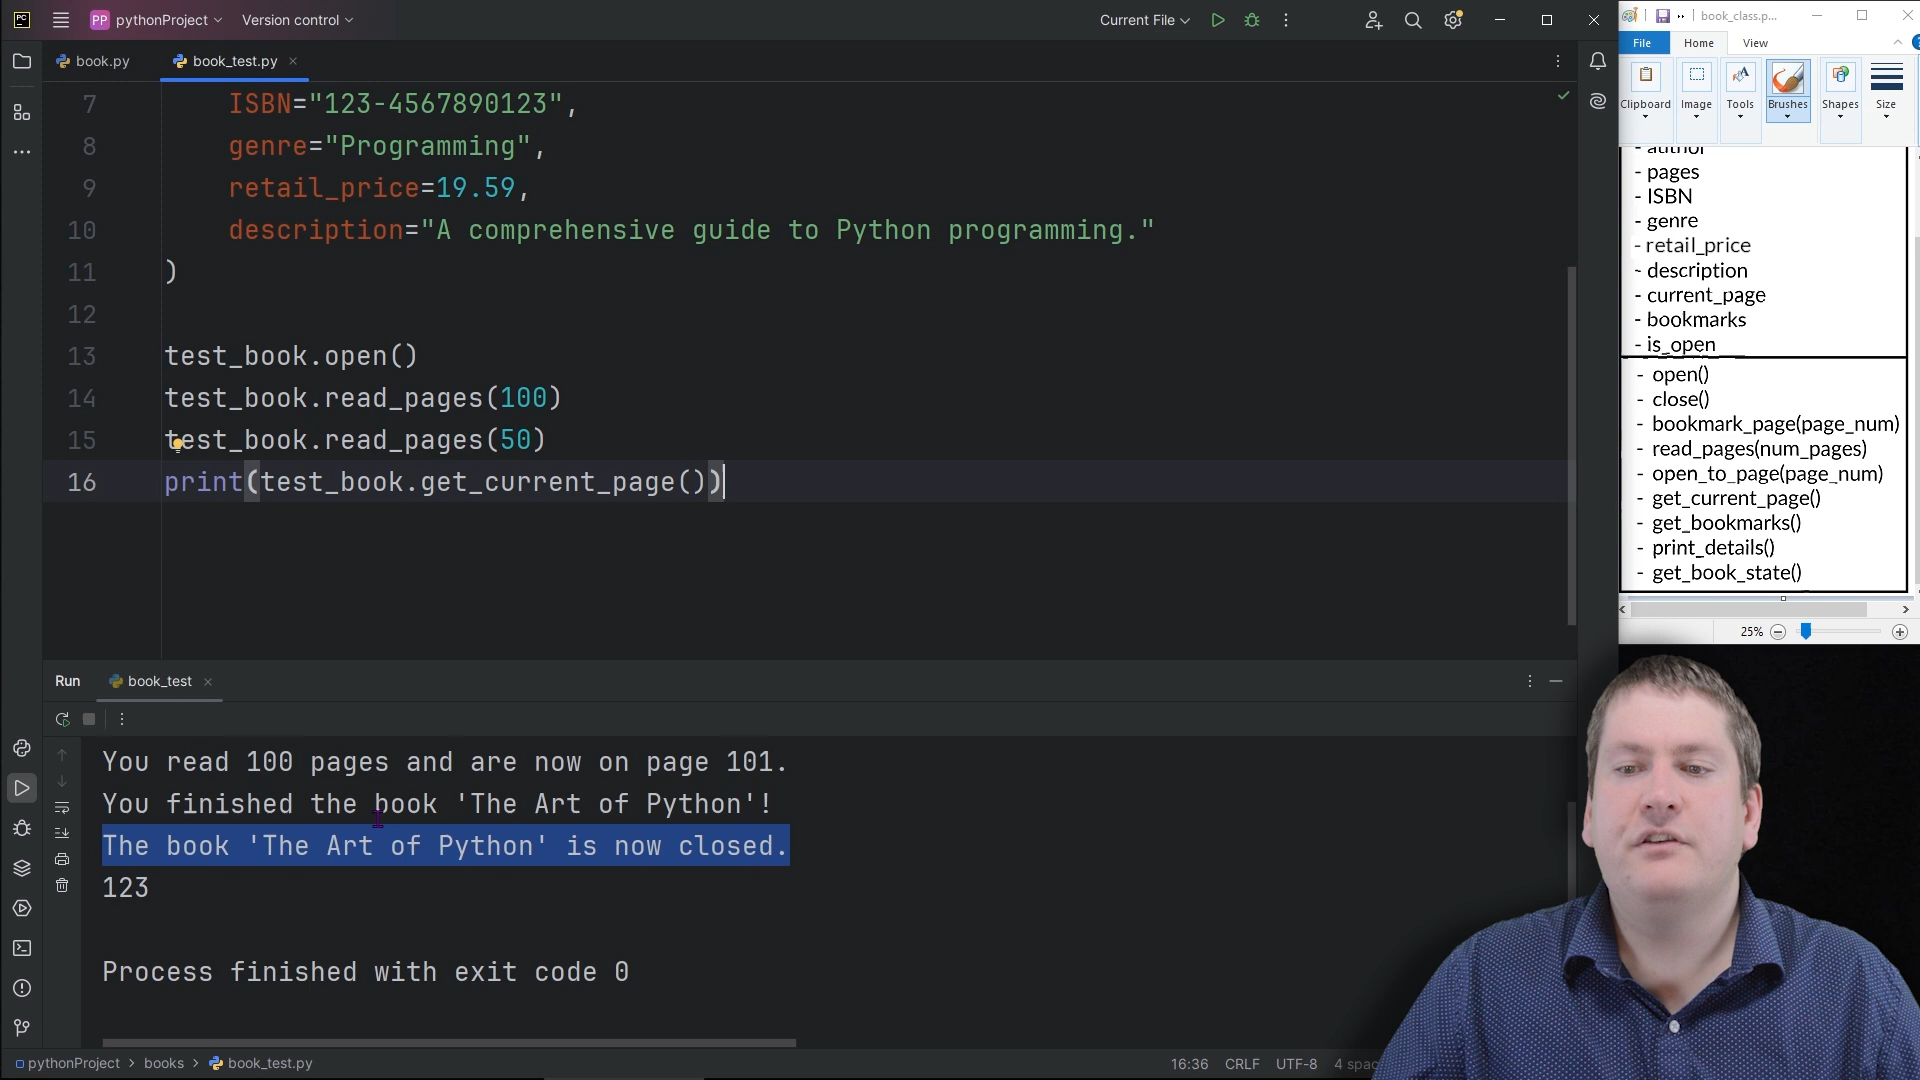 PC
PP pythonProject
Version control
Current File
book.py
book_test.py
7 ISBN="123-4567890123",
8 genre="Programming",
9 retail_price=19.59,
10 description="A comprehensive guide to Python programming."
11 )
12
13 test_book.open()
14 test_book.read_pages(100)
15 test_book.read_pages(50)
16 print(test_book.get_current_page())
Run
book_test
You read 100 pages and are now on page 101.
You finished the book 'The Art of Python'!
The book 'The Art of Python' is now closed.
123
Process finished with exit code 0
pythonProject > books > book_test.py
16:36
CRLF
UTF-8
book_class.p...
File
Home
View
Clipboard
Image
Tools
Brushes
Shapes
Size
- author
- pages
- ISBN
- genre
- retail_price
- description
- current_page
- bookmarks
- is_open
- open()
- close()
- bookmark_page(page_num)
- read_pages(num_pages)
- open_to_page(page_num)
- get_current_page()
- get_bookmarks()
- print_details()
- get_book_state()
25%